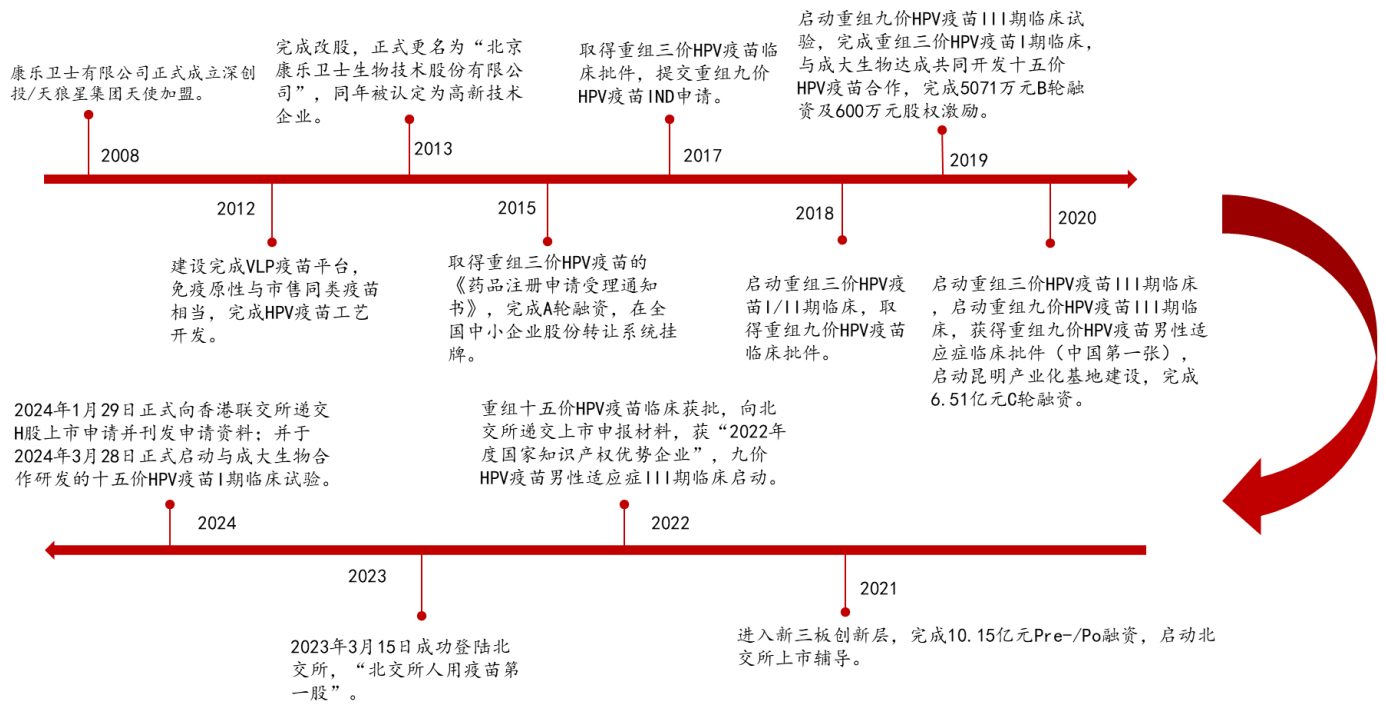 康乐卫士有限公司正式成立深创
投/天狼星集团天使加盟。
2008
建设完成VLP疫苗平台,
免疫原性与市售同类疫苗
相当,完成HPV疫苗工艺
开发。
2012
完成改股,正式更名为“北京
康乐卫士生物技术股份有限公
司”,同年被认定为高新技术
企业。
2013
取得重组三价HPV疫苗的
《药品注册申请受理通知
书》,完成A轮融资,在全
国中小企业股份转让系统挂
牌。
2015
取得重组三价HPV疫苗临
床批件,提交重组九价
HPV疫苗IND申请。
2017
启动重组三价HPV疫
苗I/II期临床,取
得重组九价HPV疫苗
临床批件。
2018
启动重组九价HPV疫苗III期临床试
验,完成重组三价HPV疫苗I期临床,
与成大生物达成共同开发十五价
HPV疫苗合作,完成5071万元B轮融
资及600万元股权激励。
2019
启动重组三价HPV疫苗III期临床
,启动重组九价HPV疫苗III期临
床,获得重组九价HPV疫苗男性适
应症临床批件(中国第一张),
启动昆明产业化基地建设,完成
6.51亿元C轮融资。
2020
进入新三板创新层,完成10.15亿元Pre-/Po融资,启动北
交所上市辅导。
2021
重组十五价HPV疫苗临床获批,向北
交所递交上市申报材料,获“2022年
度国家知识产权优势企业”,九价
HPV疫苗男性适应症III期临床启动。
2022
2023年3月15日成功登陆北
交所,“北交所人用疫苗第
一股”。
2023
2024年1月29日正式向香港联交所递交
H股上市申请并刊发申请资料;并于
2024年3月28日正式启动与成大生物合
作研发的十五价HPV疫苗I期临床试验。
2024